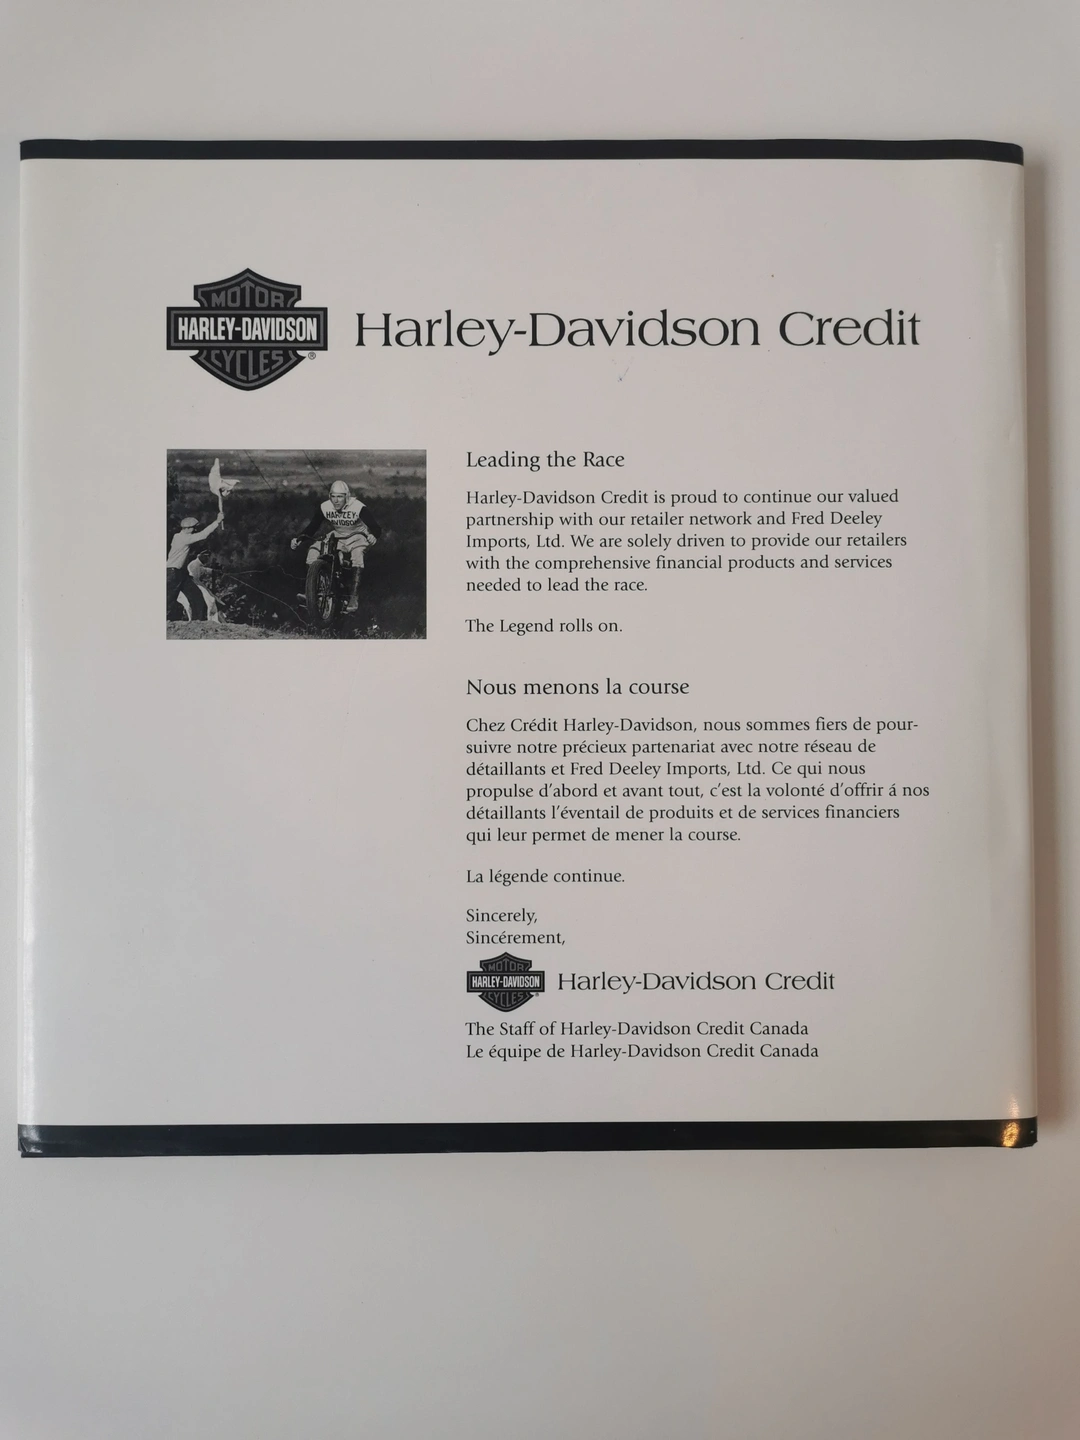 MOTOR
HARLEY-DAVIDSON
CYCLES
®
Harley-Davidson Credit
HARLEY
DAVIDSON
Leading the Race
Harley-Davidson Credit is proud to continue our valued
partnership with our retailer network and Fred Deeley
Imports, Ltd. We are solely driven to provide our retailers
with the comprehensive financial products and services
needed to lead the race.
The Legend rolls on.
Nous menons la course
Chez Crédit Harley-Davidson, nous sommes fiers de pour-
suivre notre précieux partenariat avec notre réseau de
détaillants et Fred Deeley Imports, Ltd. Ce qui nous
propulse d'abord et avant tout, c'est la volonté d'offrir á nos
détaillants l'éventail de produits et de services financiers
qui leur permet de mener la course.
La légende continue.
Sincerely,
Sincérement,
MOTOR
HARLEY-DAVIDSON
CYCLES
®
Harley-Davidson Credit
The Staff of Harley-Davidson Credit Canada
Le équipe de Harley-Davidson Credit Canada